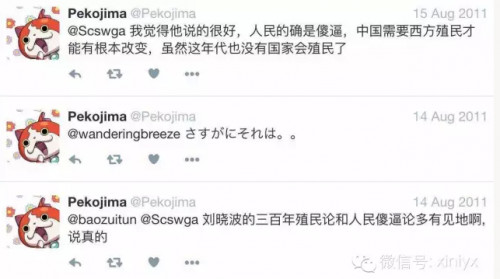 Pekojima @Pekojima 15 Aug 2011
@Scswga 我觉得他说的很好，人民的确是傻逼，中国需要西方殖民才
能有根本改变，虽然这年代也没有国家会殖民了
Pekojima @Pekojima 14 Aug 2011
@wanderingbreeze さすがにそれは。。
Pekojima @Pekojima 14 Aug 2011
@baozuitun @Scswga 刘晓波的三百年殖民论和人民傻逼论多有见地啊，
说真的
微信号: xinlyx